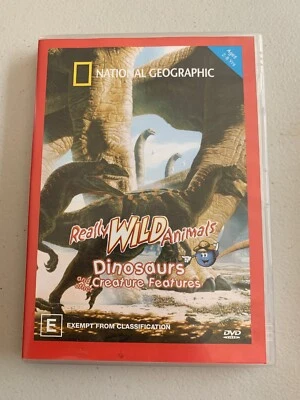 NATIONAL GEOGRAPHIC
Really WILD Animals
Dinosaurs
and other Creature Features
E EXEMPT FROM CLASSIFICATION
DVD